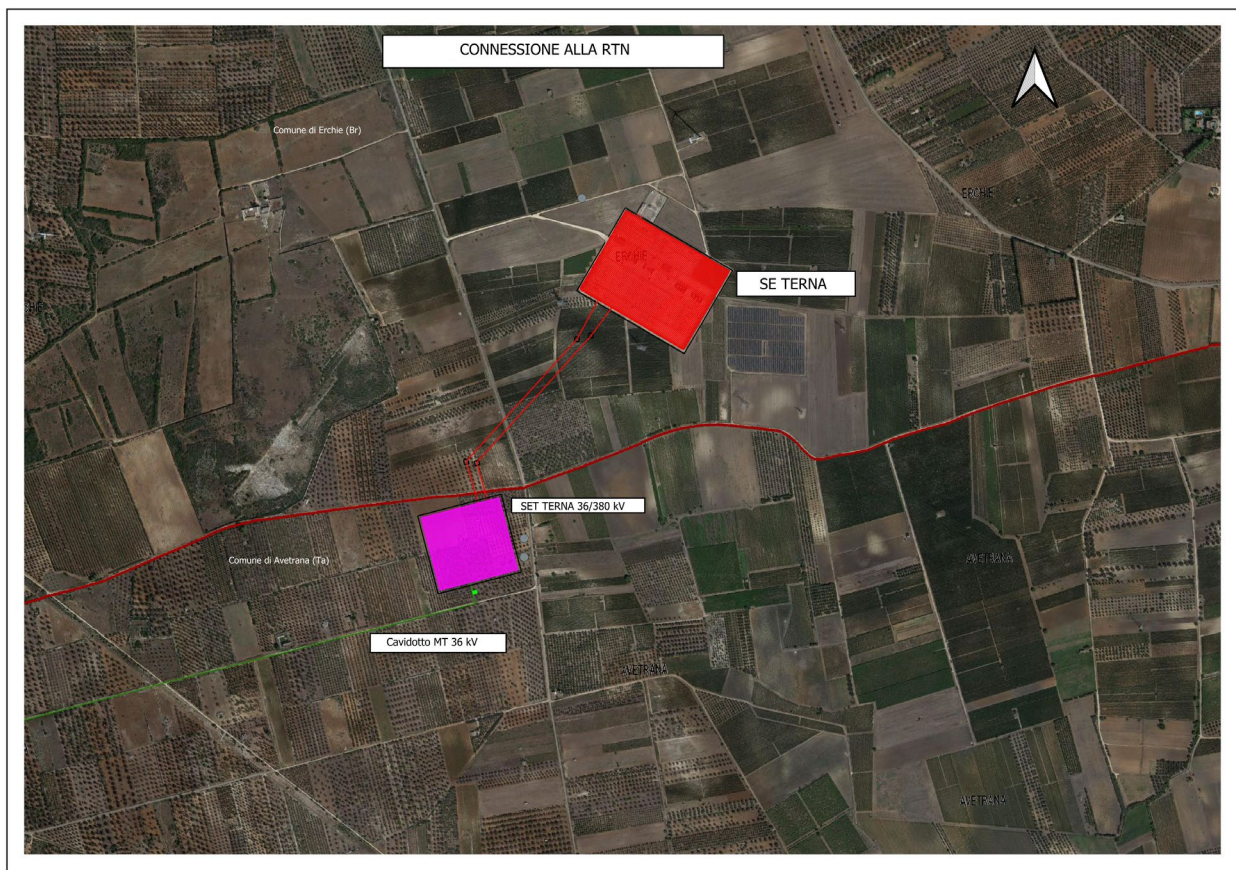 CONNESSIONE ALLA RTN
Comune di Erchie (Br)
ERCHIE
ERCHIE
SE TERNA
SET TERNA 36/380 kV
Comune di Avetrana (Ta)
AVETRANA
Cavidotto MT 36 kV
AVETRANA
AVETRANA